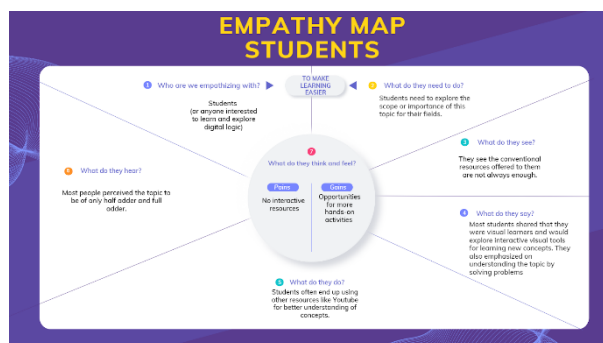 EMPATHY MAP
STUDENTS
1 Who are we empathizing with?
Students
(or anyone interested
to learn and explore
digital logic)
TO MAKE
LEARNING
EASIER
2 What do they need to do?
Students need to explore the
scope or importance of this
topic for their fields.
3 What do they see?
They see the conventional
resources offered to them
are not always enough.
4 What do they say?
Most students shared that they
were visual learners and would
explore interactive visual tools
for learning new concepts. They
also emphasized on
understanding the topic by
solving problems
5 What do they do?
Students often end up using
other resources like Youtube
for better understanding of
concepts.
6 What do they hear?
Most people perceived the topic to
be of only half adder and full
adder.
7
What do they think and feel?
Pains
No interactive
resources
Gains
Opportunities
for more
hands-on
activities